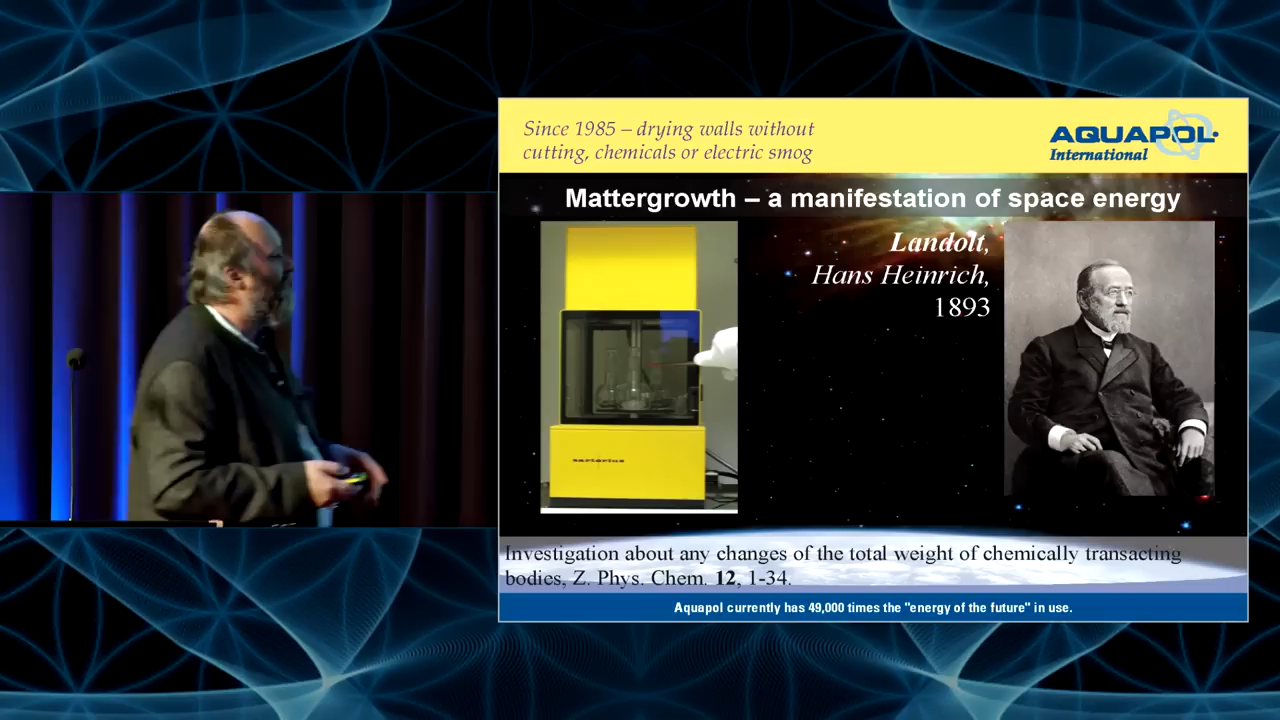 Since 1985 – drying walls without
cutting, chemicals or electric smog
AQUAPOL
International
Mattergrowth – a manifestation of space energy
Landolt,
Hans Heinrich,
1893
sartorius
Investigation about any changes of the total weight of chemically transacting
bodies, Z. Phys. Chem. 12, 1-34.
Aquapol currently has 49,000 times the "energy of the future" in use.